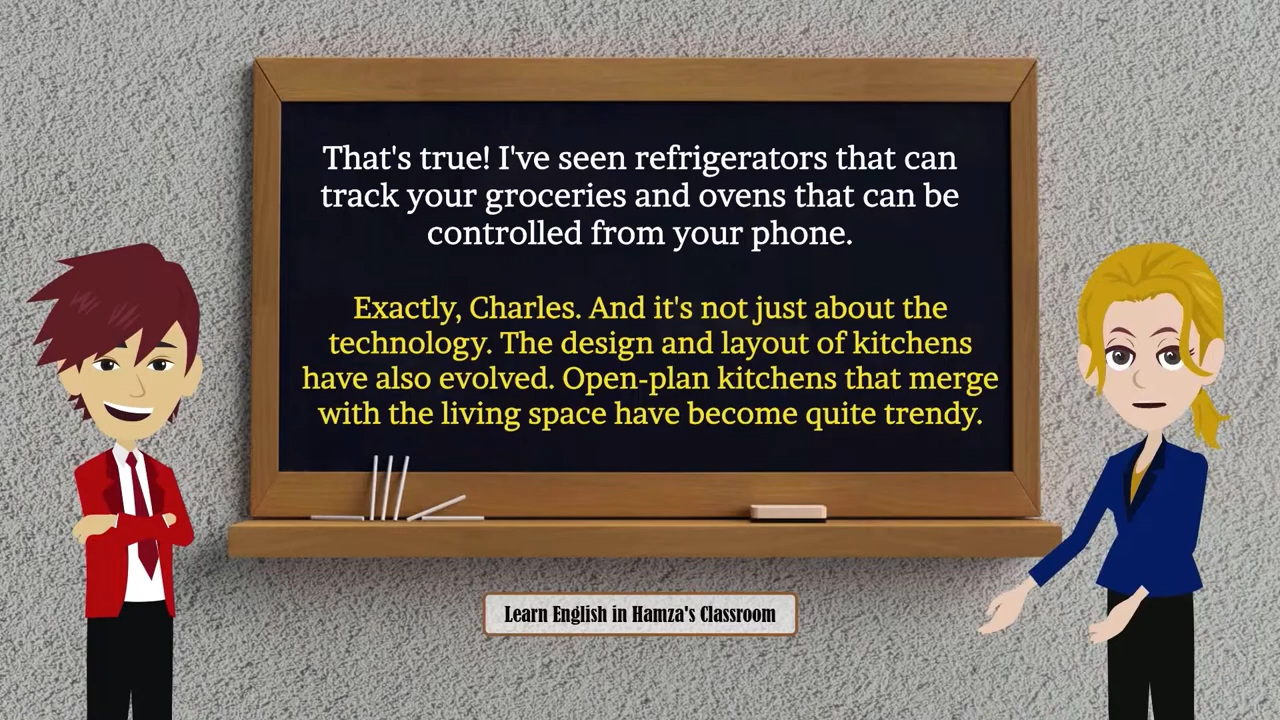 That's true! I've seen refrigerators that can
track your groceries and ovens that can be
controlled from your phone.
Exactly, Charles. And it's not just about the
technology. The design and layout of kitchens
have also evolved. Open-plan kitchens that merge
with the living space have become quite trendy.
Learn English in Hamza's Classroom